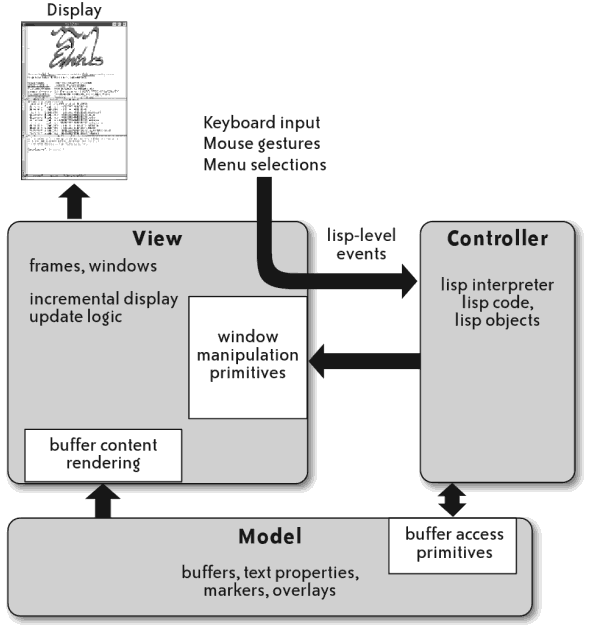 Display
Emacs
Keyboard input
Mouse gestures
Menu selections
View
frames, windows
incremental display
update logic
window
manipulation
primitives
buffer content
rendering
lisp-level
events
Controller
lisp interpreter
lisp code,
lisp objects
Model
buffers, text properties,
markers, overlays
buffer access
primitives